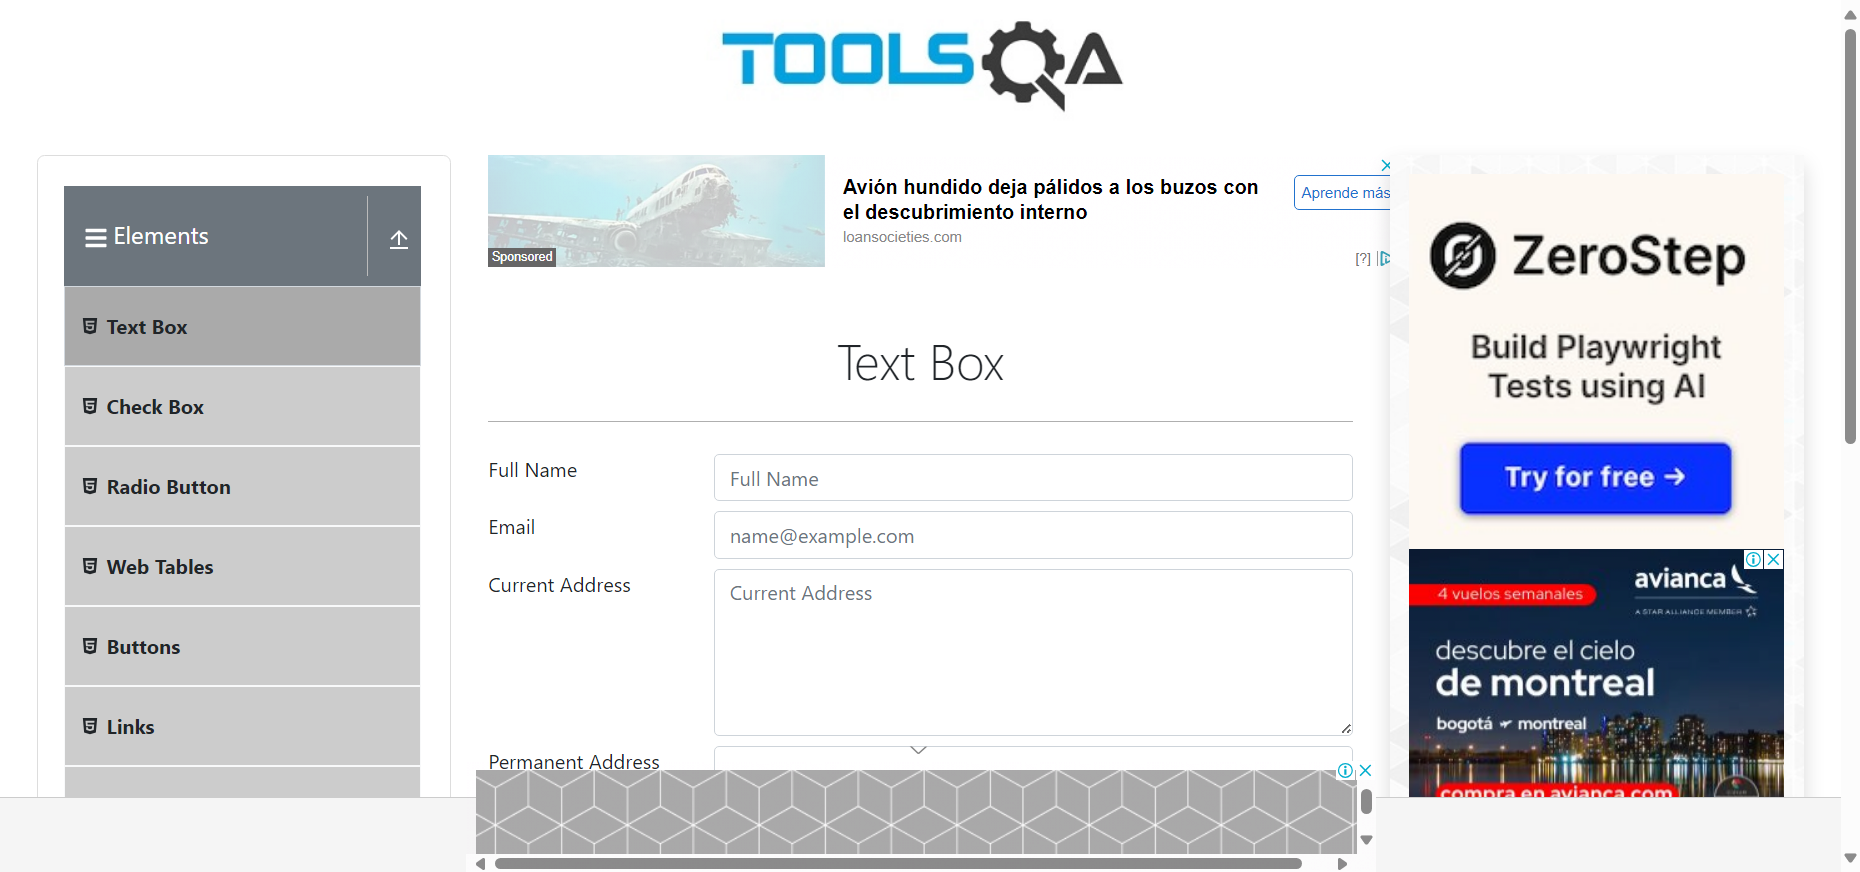 TOOLSQA
Elements
Text Box
Check Box
Radio Button
Web Tables
Buttons
Links
Sponsored
Avión hundido deja pálidos a los buzos con
el descubrimiento interno
loansocieties.com
Aprende más
[?]
Text Box
Full Name
Full Name
Email
name@example.com
Current Address
Current Address
Permanent Address
ZeroStep
Build Playwright
Tests using AI
Try for free →
4 vuelos semanales
avianca
A STAR ALLIANCE MEMBER
descubre el cielo
de montreal
bogotá montreal
compra en avianca.com